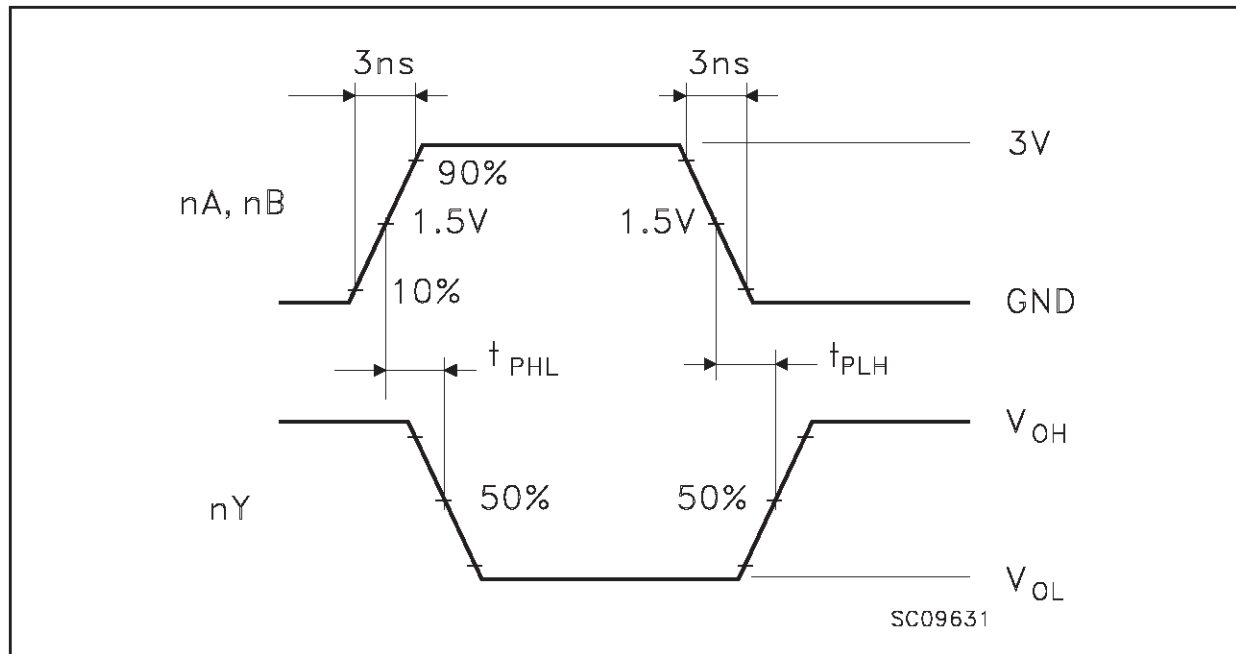 3ns 3ns
3V
90%
nA, nB
1.5V 1.5V
10%
GND
t PHL tPLH
VOH
50% 50%
nY
VOL
SC09631